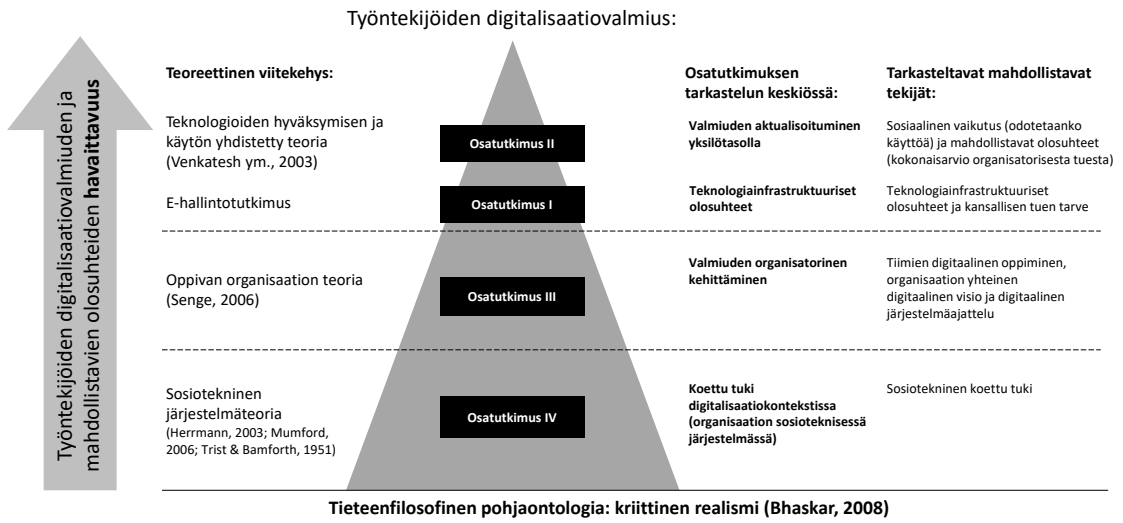 Työntekijöiden digitalisaatiovalmius:
Työntekijöiden digitalisaatiovalmiuden ja
mahdollistavien olosuhteiden havaittavuus
Teoreettinen viitekehys:
Osatutkimuksen
tarkastelun keskiössä:
Tarkasteltavat mahdollistavat
tekijät:
Teknologioiden hyväksymisen ja
käytön yhdistetty teoria
(Venkatesh ym., 2003)
Osatutkimus II
Valmiuden aktualisoituminen
yksilötasolla
Sosiaalinen vaikutus (odotetaanko
käyttöä) ja mahdollistavat olosuhteet
(kokonaisarvio organisatorisesta tuesta)
E-hallintotutkimus
Osatutkimus I
Teknologiainfrastruktuuriset
olosuhteet
Teknologiainfrastruktuuriset
olosuhteet ja kansallisen tuen tarve
Oppivan organisaation teoria
(Senge, 2006)
Osatutkimus III
Valmiuden organisatorinen
kehittäminen
Tiimien digitaalinen oppiminen,
organisaation yhteinen
digitaalinen visio ja digitaalinen
järjestelmäajattelu
Sosiotekninen
järjestelmäteoria
(Herrmann, 2003; Mumford,
2006; Trist & Bamforth, 1951)
Osatutkimus IV
Koettu tuki
digitalisaatiokontekstissa
(organisaation sosioteknisessä
järjestelmässä)
Sosiotekninen koettu tuki
Tieteenfilosofinen pohjaontologia: kriittinen realismi (Bhaskar, 2008)